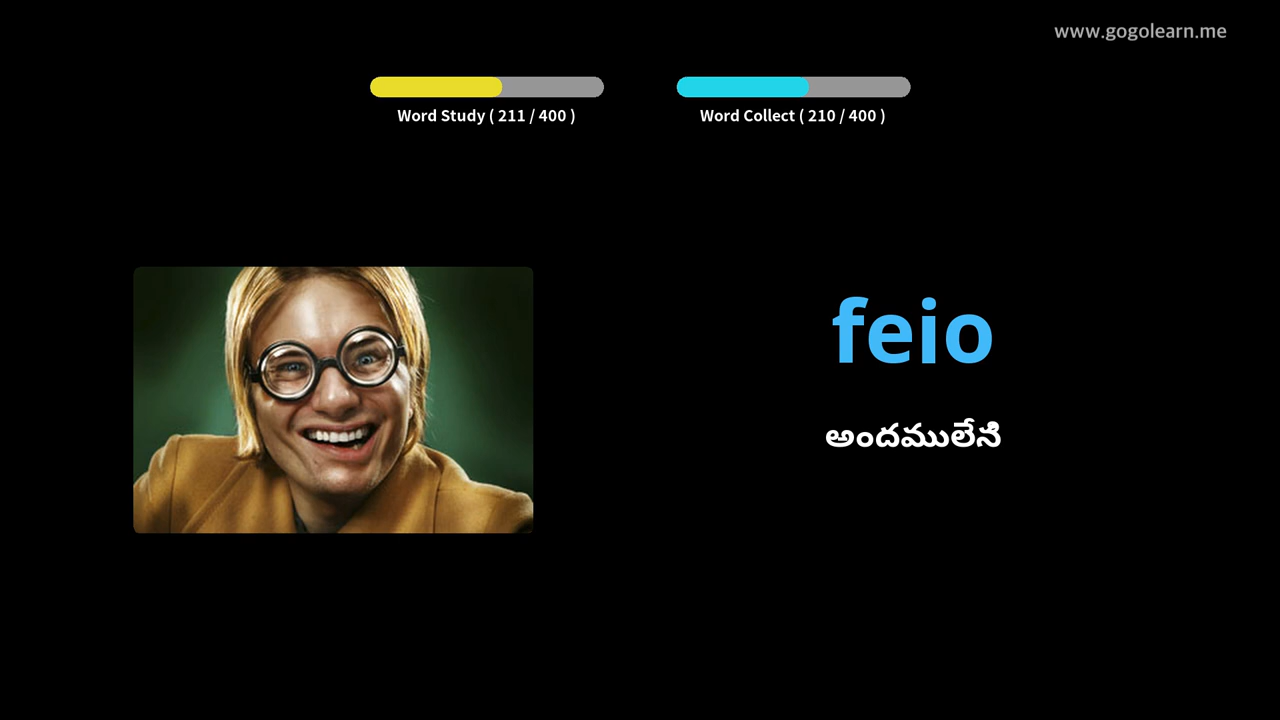 www.gogolearn.me
Word Study ( 211 / 400 )
Word Collect ( 210 / 400 )
feio
అందములేని